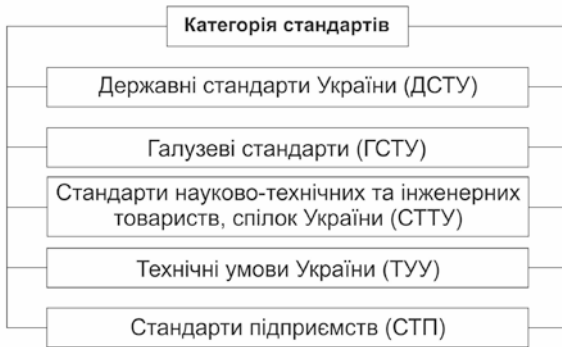 Категорія стандартів
Державні стандарти України (ДСТУ)
Галузеві стандарти (ГСТУ)
Стандарти науково-технічних та інженерних
товариств, спілок України (СТТУ)
Технічні умови України (ТУУ)
Стандарти підприємств (СТП)